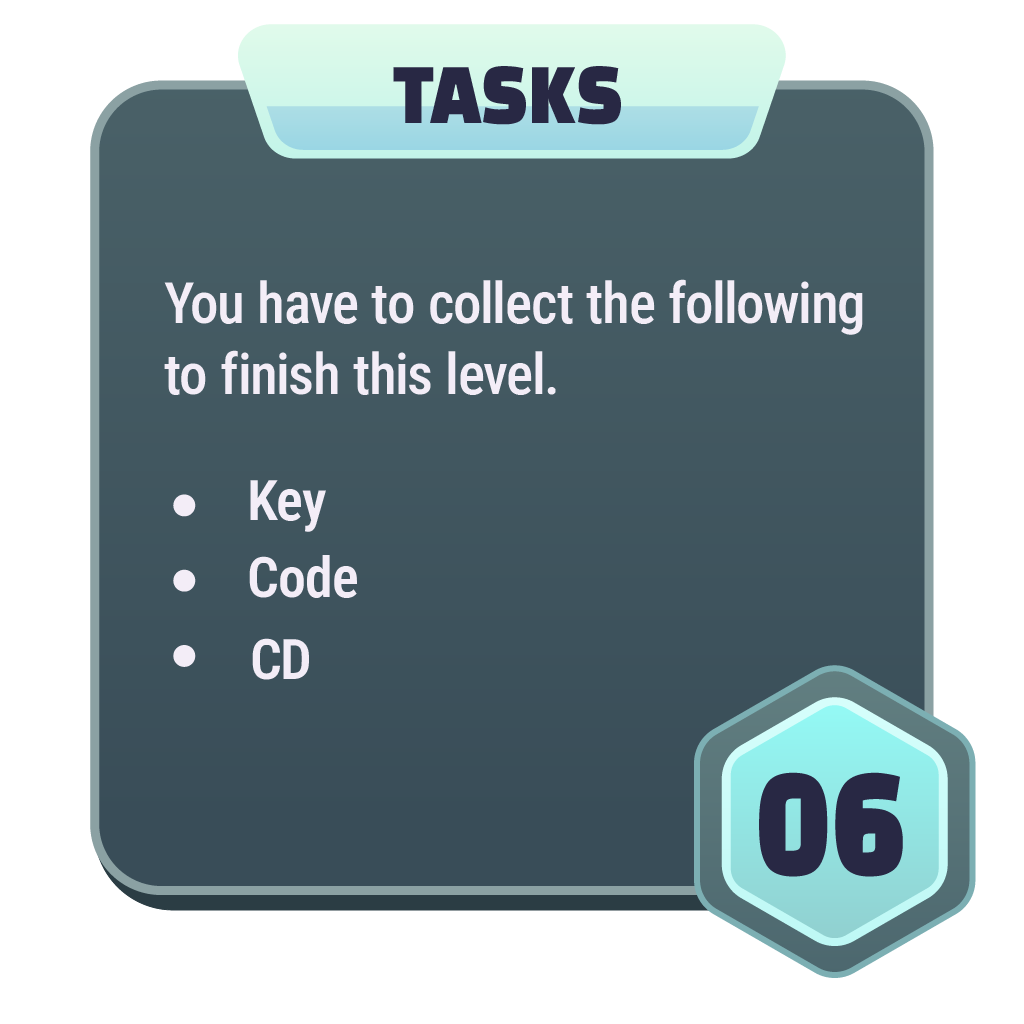 TASKS
You have to collect the following
to finish this level.
• Key
• Code
• CD
06